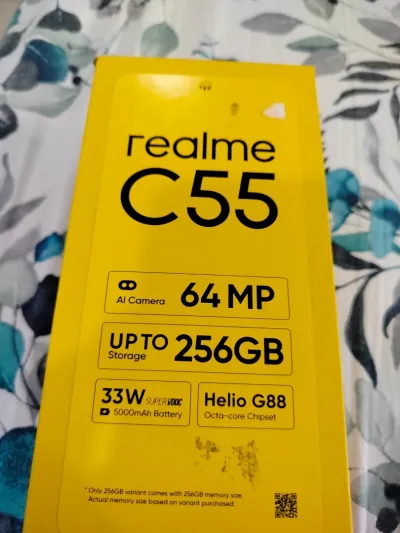 realme
C55
AI Camera
64 MP
UP TO
Storage
256GB
33W SUPERVOOC
5000mAh Battery
Helio G88
Octa-core Chipset
* Only 256GB variant comes with 256GB memory size.
Actual memory size based on variant purchased.